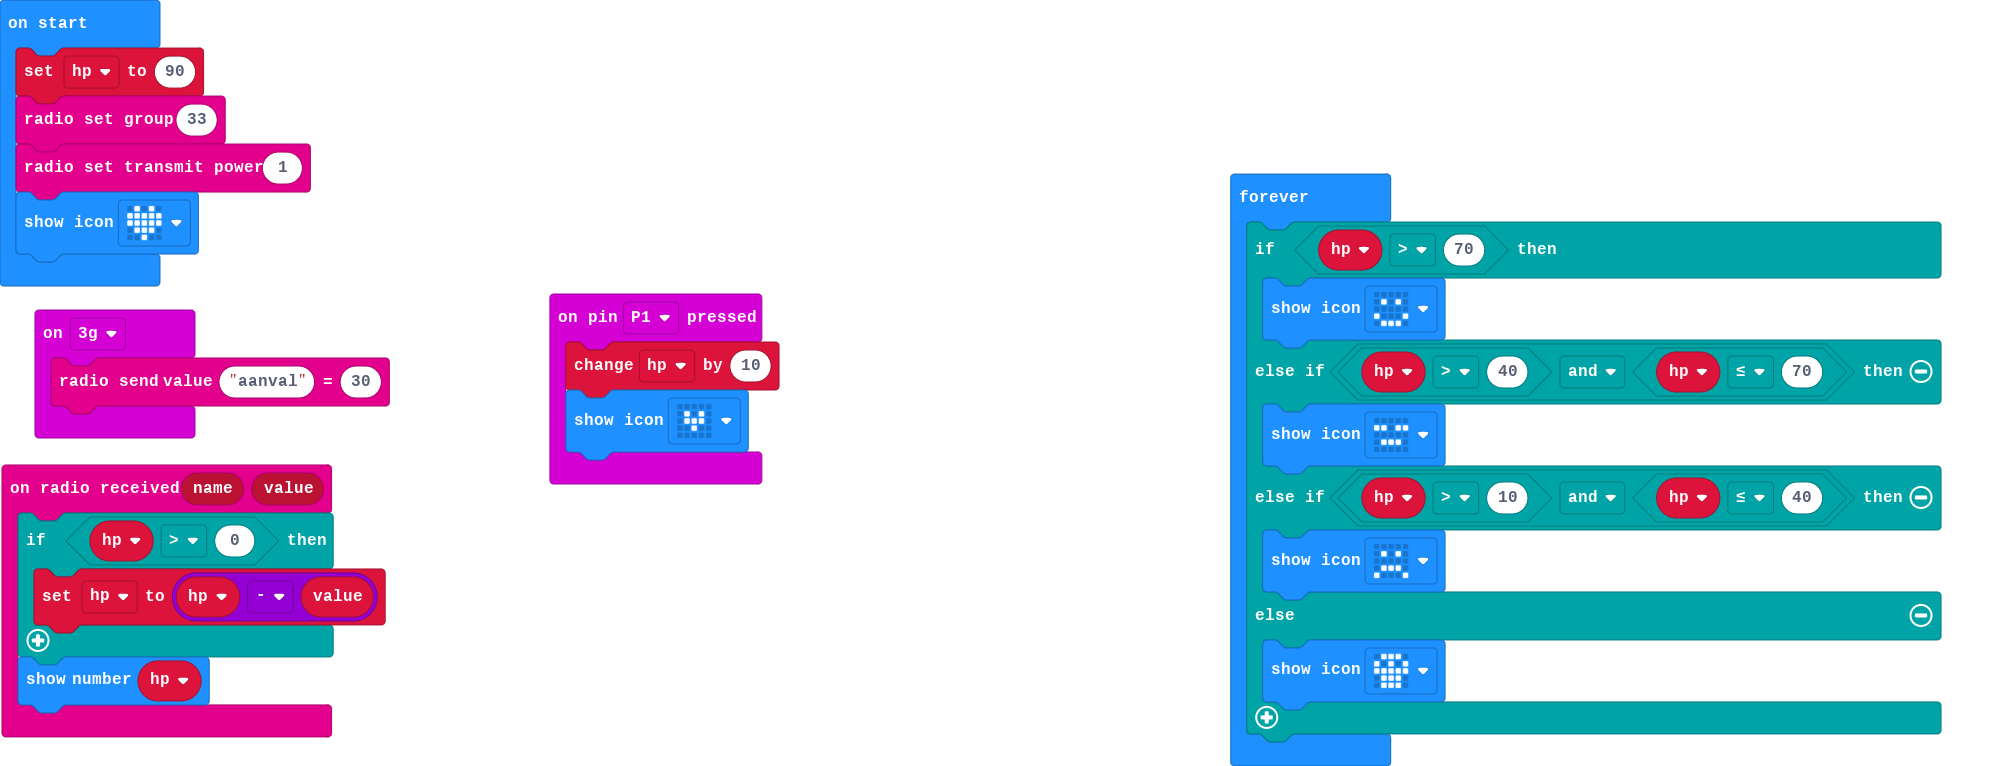 on start
set hp to 90
radio set group 33
radio set transmit power 1
show icon
on 3g
radio send value "aanval" = 30
on radio received name value
if hp > 0 then
set hp to hp - value
show number hp
on pin P1 pressed
change hp by 10
show icon
forever
if hp > 70 then
show icon
else if hp > 40 and hp ≤ 70 then
show icon
else if hp > 10 and hp ≤ 40 then
show icon
else
show icon